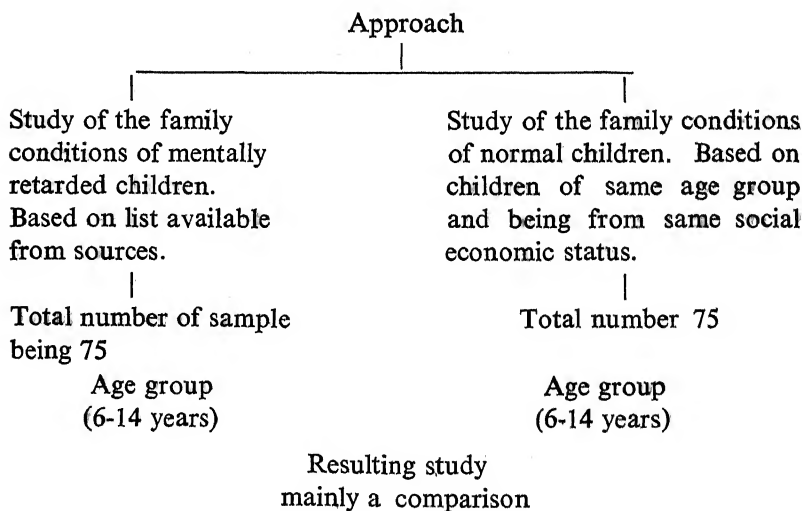 Approach
Study of the family
conditions of mentally
retarded children.
Based on list available
from sources.
Total number of sample
being 75
Age group
(6-14 years)
Study of the family conditions
of normal children. Based on
children of same age group
and being from same social
economic status.
Total number 75
Age group
(6-14 years)
Resulting study
mainly a comparison